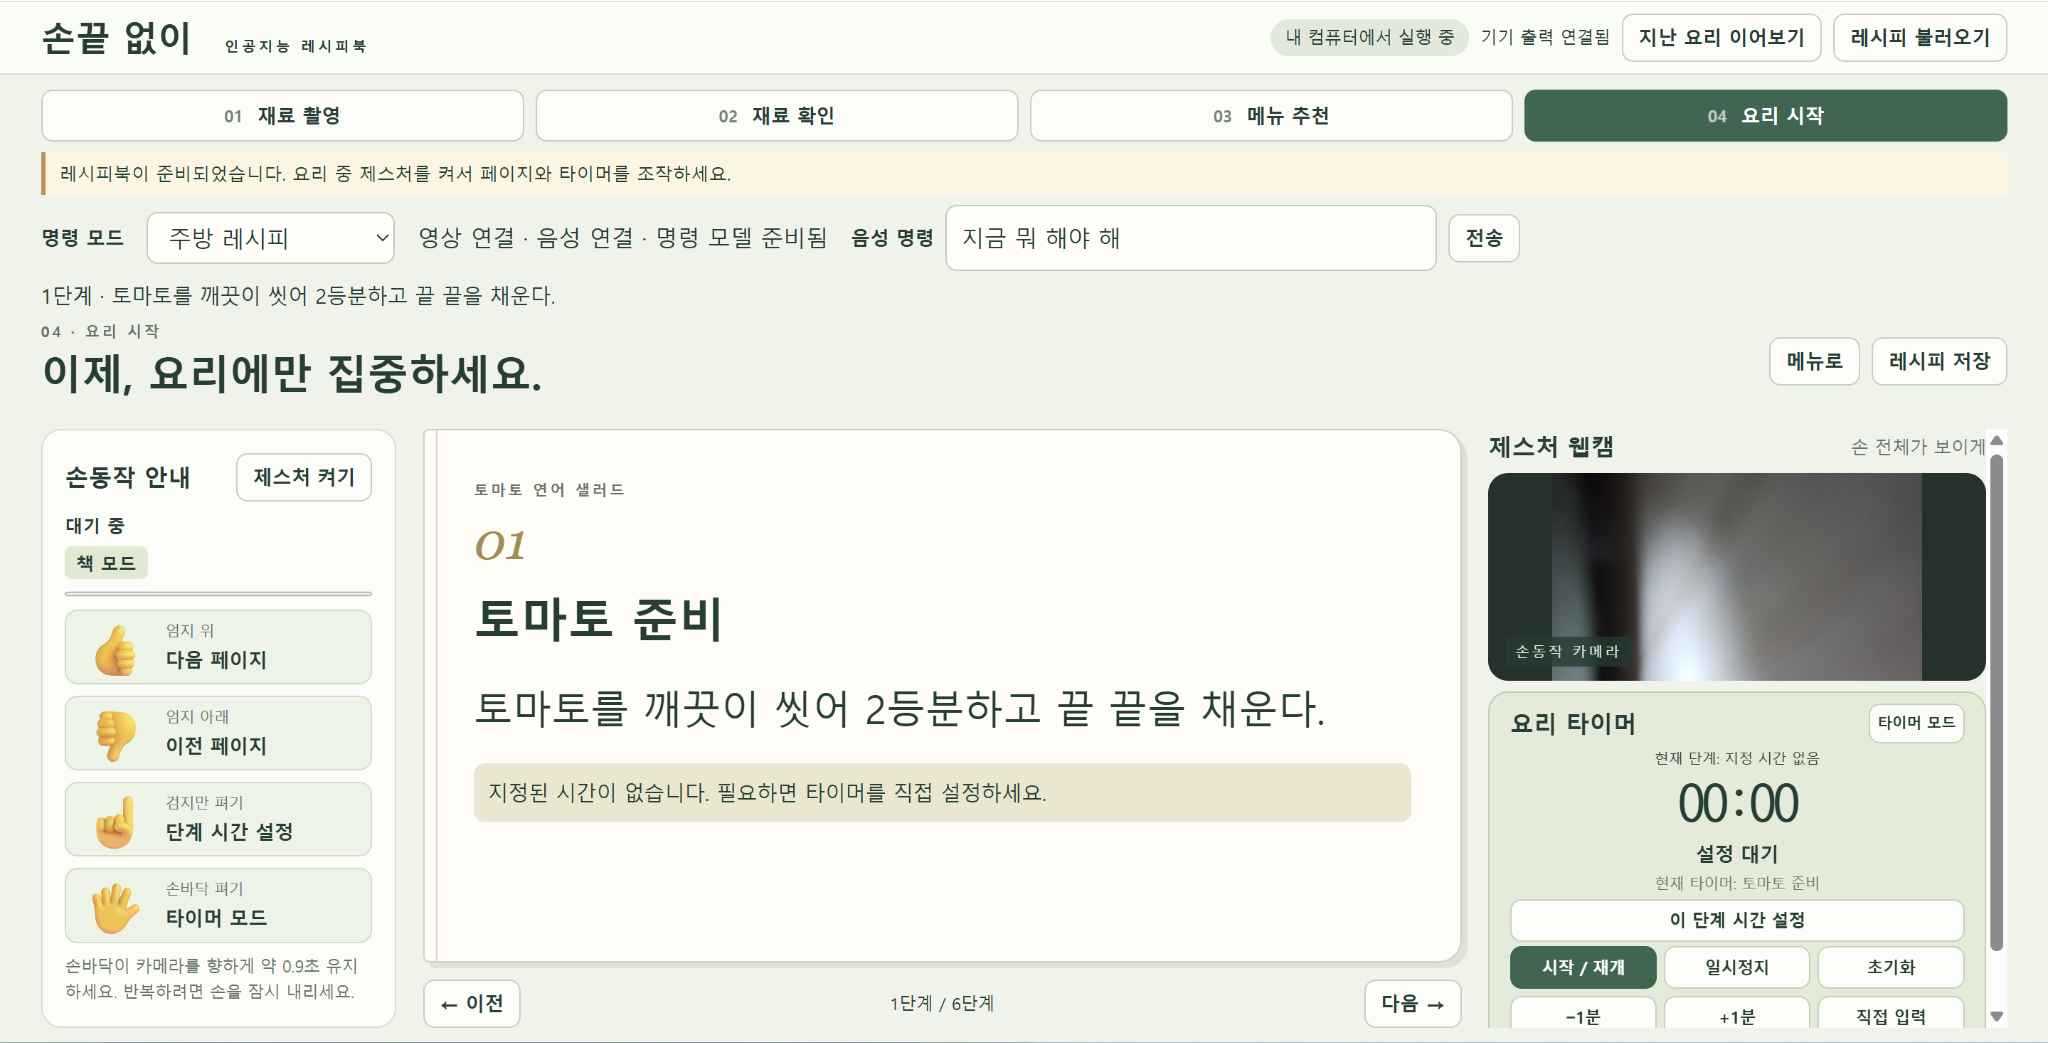 손끝 없이
인공지능 레시피북
내 컴퓨터에서 실행 중
기기 출력 연결됨
지난 요리 이어보기
레시피 불러오기
01 재료 촬영
02 재료 확인
03 메뉴 추천
04 요리 시작
레시피북이 준비되었습니다. 요리 중 제스처를 켜서 페이지와 타이머를 조작하세요.
명령 모드
주방 레시피
영상 연결 · 음성 연결 · 명령 모델 준비됨
음성 명령
지금 뭐 해야 해
전송
1단계 · 토마토를 깨끗이 씻어 2등분하고 끝 끝을 채운다.
04 · 요리 시작
이제, 요리에만 집중하세요.
메뉴로
레시피 저장
손동작 안내
제스처 켜기
대기 중
책 모드
엄지 위
다음 페이지
엄지 아래
이전 페이지
검지만 펴기
단계 시간 설정
손바닥 펴기
타이머 모드
손바닥이 카메라를 향하게 약 0.9초 유지
하세요. 반복하려면 손을 잠시 내리세요.
토마토 연어 샐러드
01
토마토 준비
토마토를 깨끗이 씻어 2등분하고 끝 끝을 채운다.
지정된 시간이 없습니다. 필요하면 타이머를 직접 설정하세요.
← 이전
1단계 / 6단계
다음 →
제스처 웹캠
손 전체가 보이게
손동작 카메라
요리 타이머
타이머 모드
현재 단계: 지정 시간 없음
00:00
설정 대기
현재 타이머: 토마토 준비
이 단계 시간 설정
시작 / 재개
일시정지
초기화
−1분
+1분
직접 입력